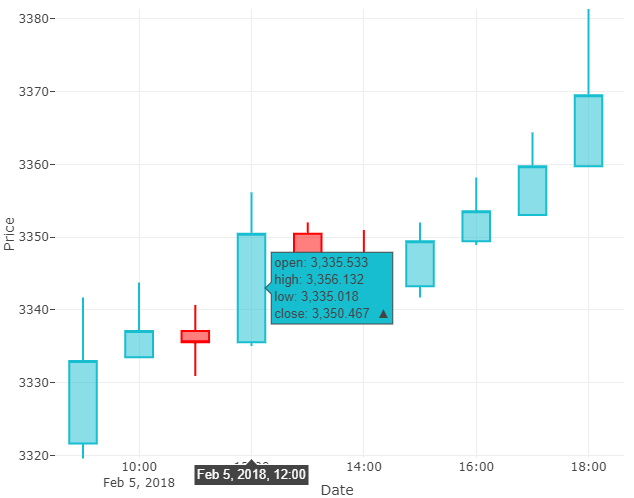 3380
3370
3360
3350
3340
3330
3320
Price
open: 3,335.533
high: 3,356.132
low: 3,335.018
close: 3,350.467 ▲
10:00
14:00
16:00
18:00
Feb 5, 2018
Feb 5, 2018, 12:00
Date